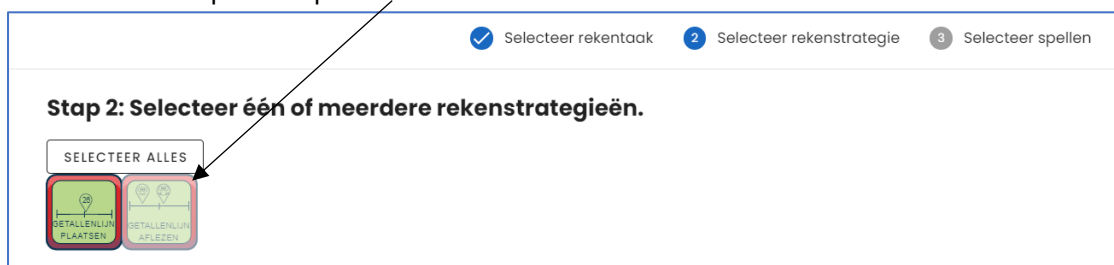 Selecteer rekentaak
2 Selecteer rekenstrategie
3 Selecteer spellen
Stap 2: Selecteer één of meerdere rekenstrategieën.
SELECTEER ALLES
26
GETALLENLIJN
PLAATSEN
GETALLENLIJN
AFLEZEN